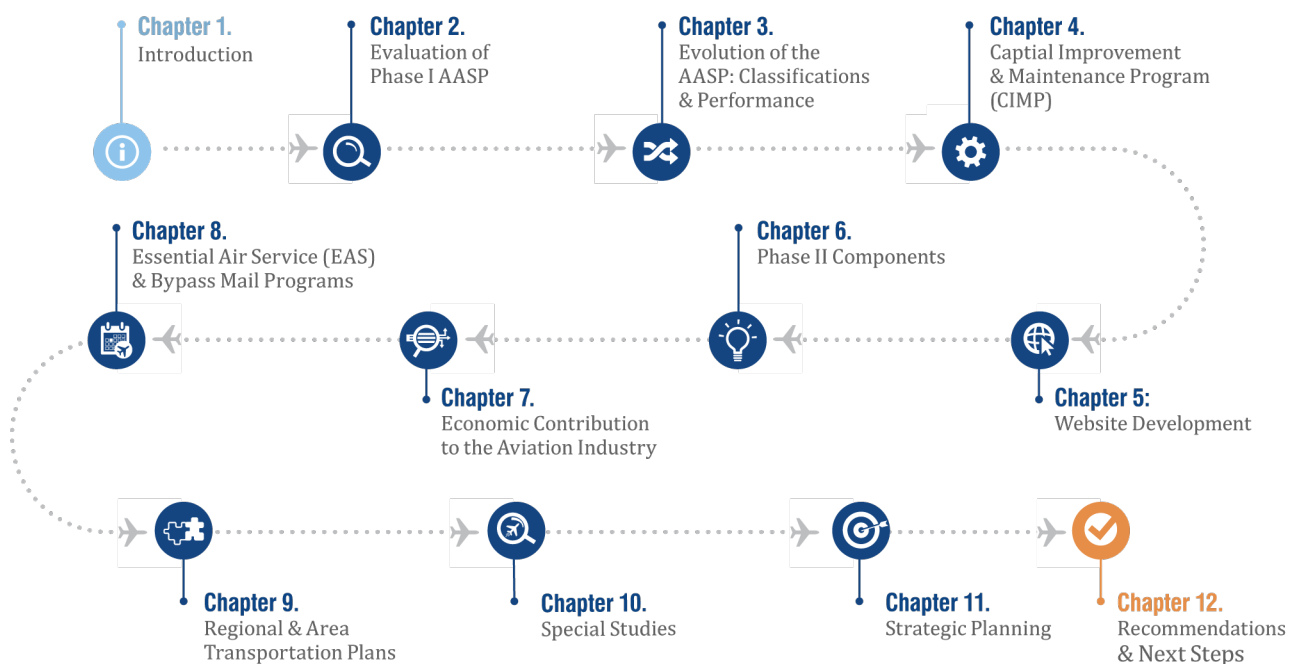 Chapter 1.
Introduction
Chapter 2.
Evaluation of
Phase I AASP
Chapter 3.
Evolution of the
AASP: Classifications
& Performance
Chapter 4.
Captial Improvement
& Maintenance Program
(CIMP)
Chapter 5:
Website Development
Chapter 6.
Phase II Components
Chapter 7.
Economic Contribution
to the Aviation Industry
Chapter 8.
Essential Air Service (EAS)
& Bypass Mail Programs
Chapter 9.
Regional & Area
Transportation Plans
Chapter 10.
Special Studies
Chapter 11.
Strategic Planning
Chapter 12.
Recommendations
& Next Steps